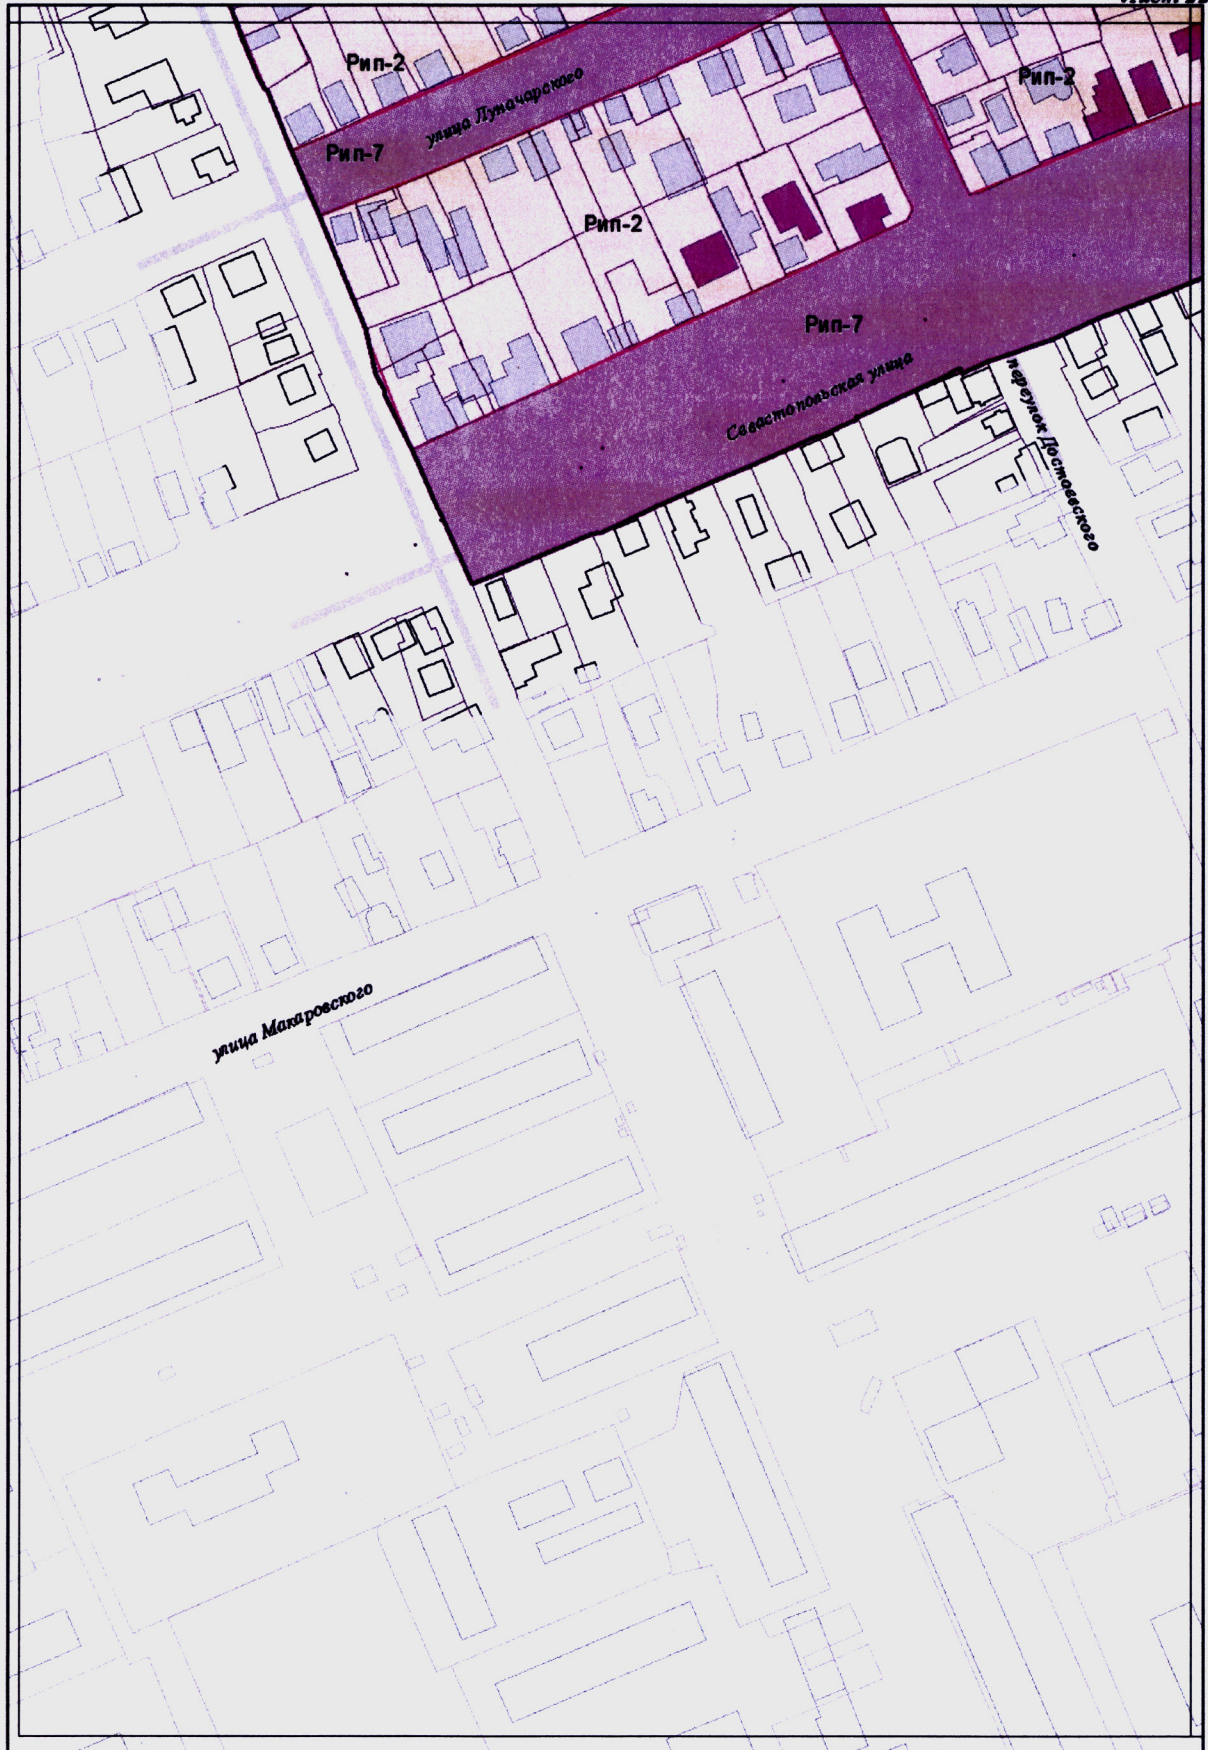 Рип-2
Рип-2
улица Луначарского
Рип-7
Рип-2
Рип-7
Севастопольская улица
переулок Достоевского
улица Макаровского